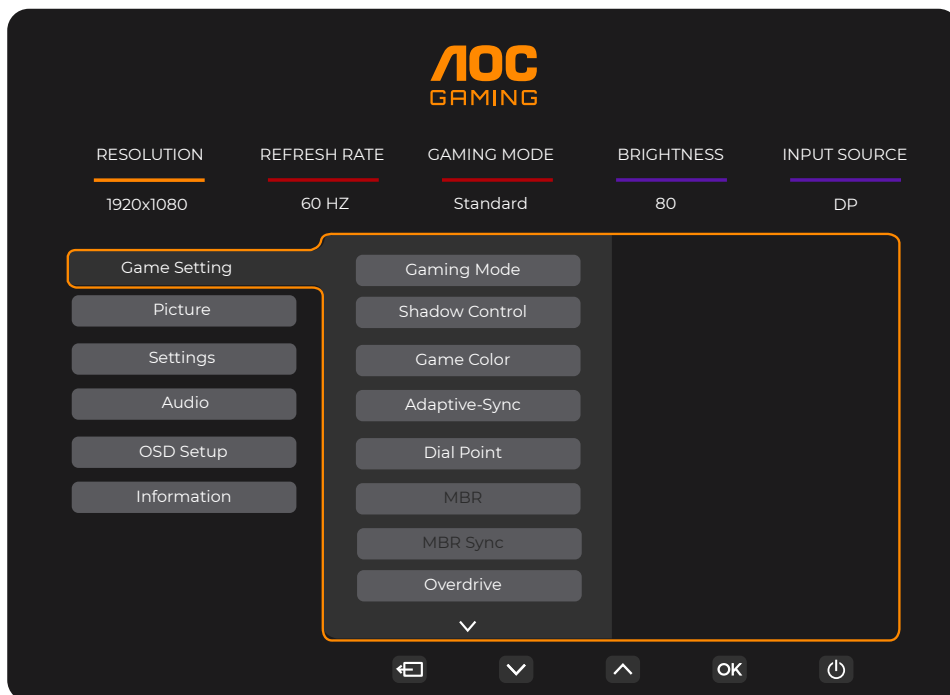 AOC
GAMING
RESOLUTION REFRESH RATE GAMING MODE BRIGHTNESS INPUT SOURCE
1920x1080 60 HZ Standard 80 DP
Game Setting
Picture
Settings
Audio
OSD Setup
Information
Gaming Mode
Shadow Control
Game Color
Adaptive-Sync
Dial Point
MBR
MBR Sync
Overdrive
OK